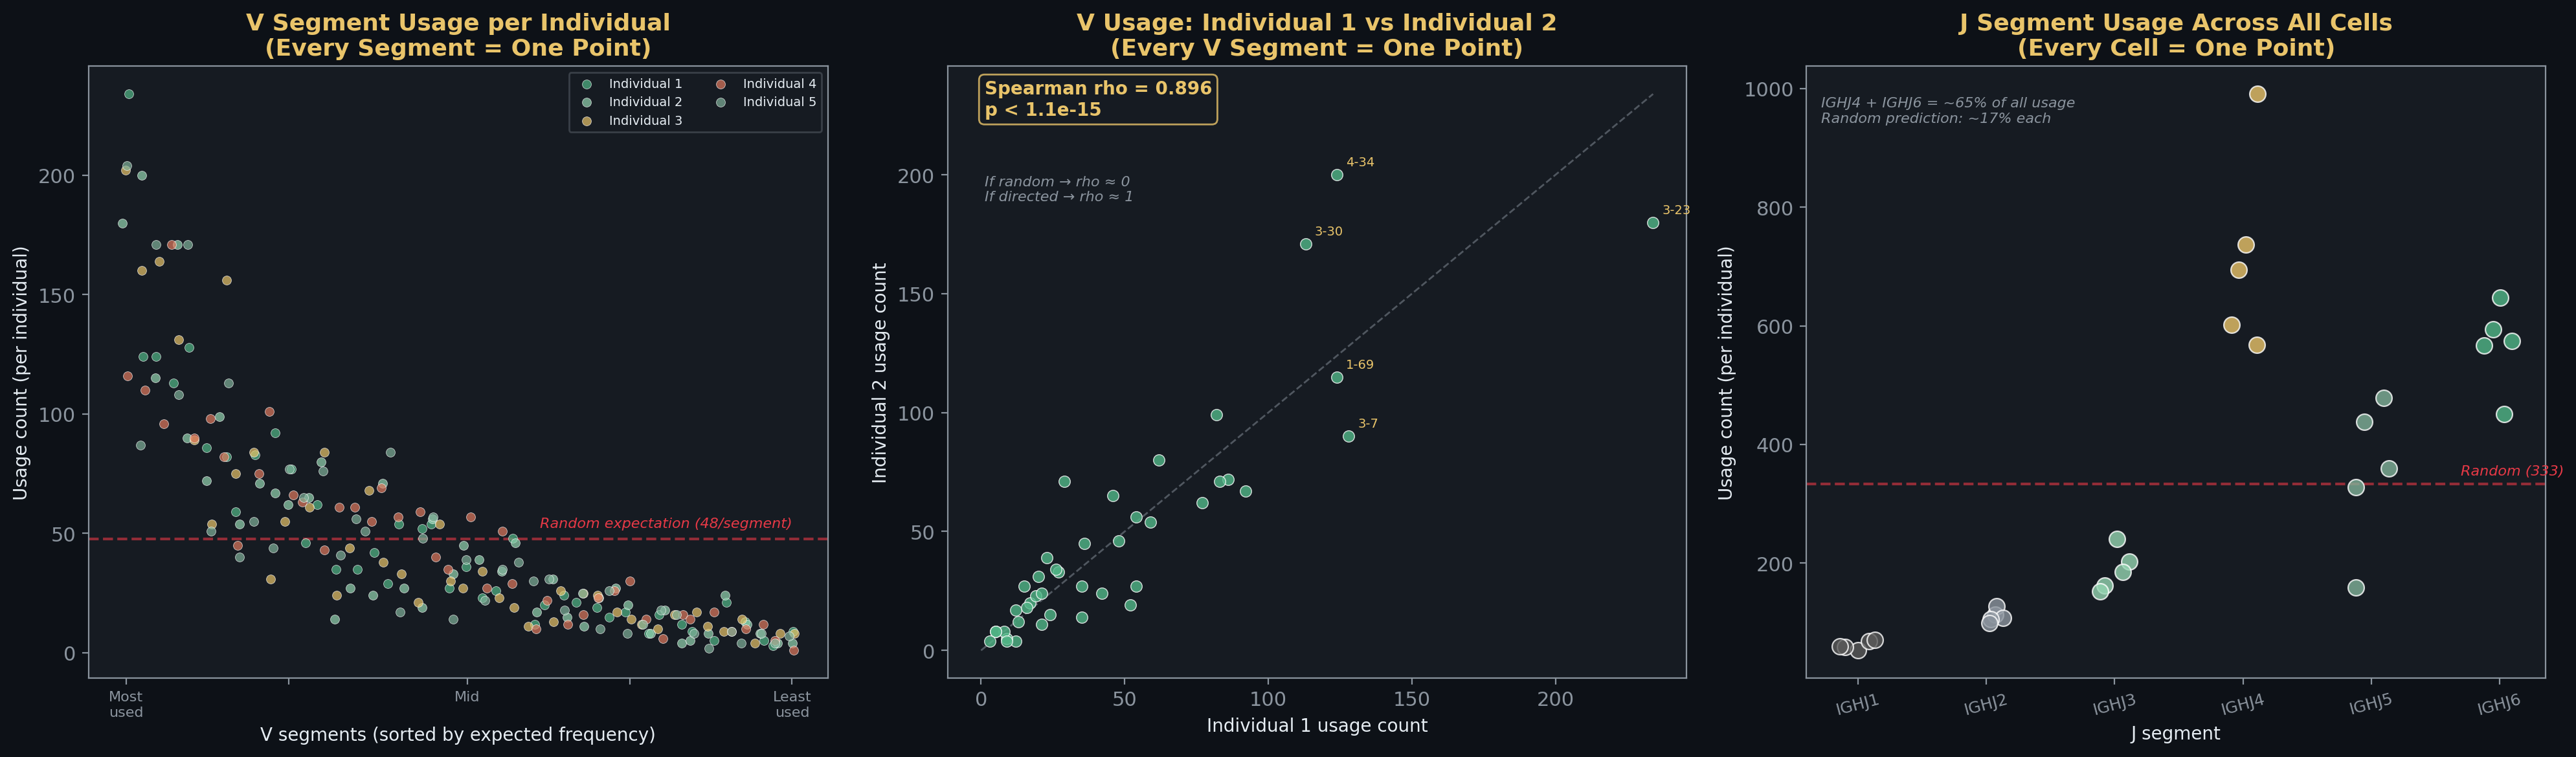 V Segment Usage per Individual
(Every Segment = One Point)
Usage count (per individual)
200
150
100
50
0
Individual 1
Individual 2
Individual 3
Individual 4
Individual 5
Random expectation (48/segment)
Most
used
Mid
Least
used
V segments (sorted by expected frequency)
V Usage: Individual 1 vs Individual 2
(Every V Segment = One Point)
Individual 2 usage count
200
150
100
50
0
Spearman rho = 0.896
p < 1.1e-15
If random → rho ≈ 0
If directed → rho ≈ 1
4-34
3-23
3-30
1-69
3-7
0
50
100
150
200
Individual 1 usage count
J Segment Usage Across All Cells
(Every Cell = One Point)
Usage count (per individual)
1000
800
600
400
200
IGHJ4 + IGHJ6 = ~65% of all usage
Random prediction: ~17% each
Random (333)
IGHJ1
IGHJ2
IGHJ3
IGHJ4
IGHJ5
IGHJ6
J segment